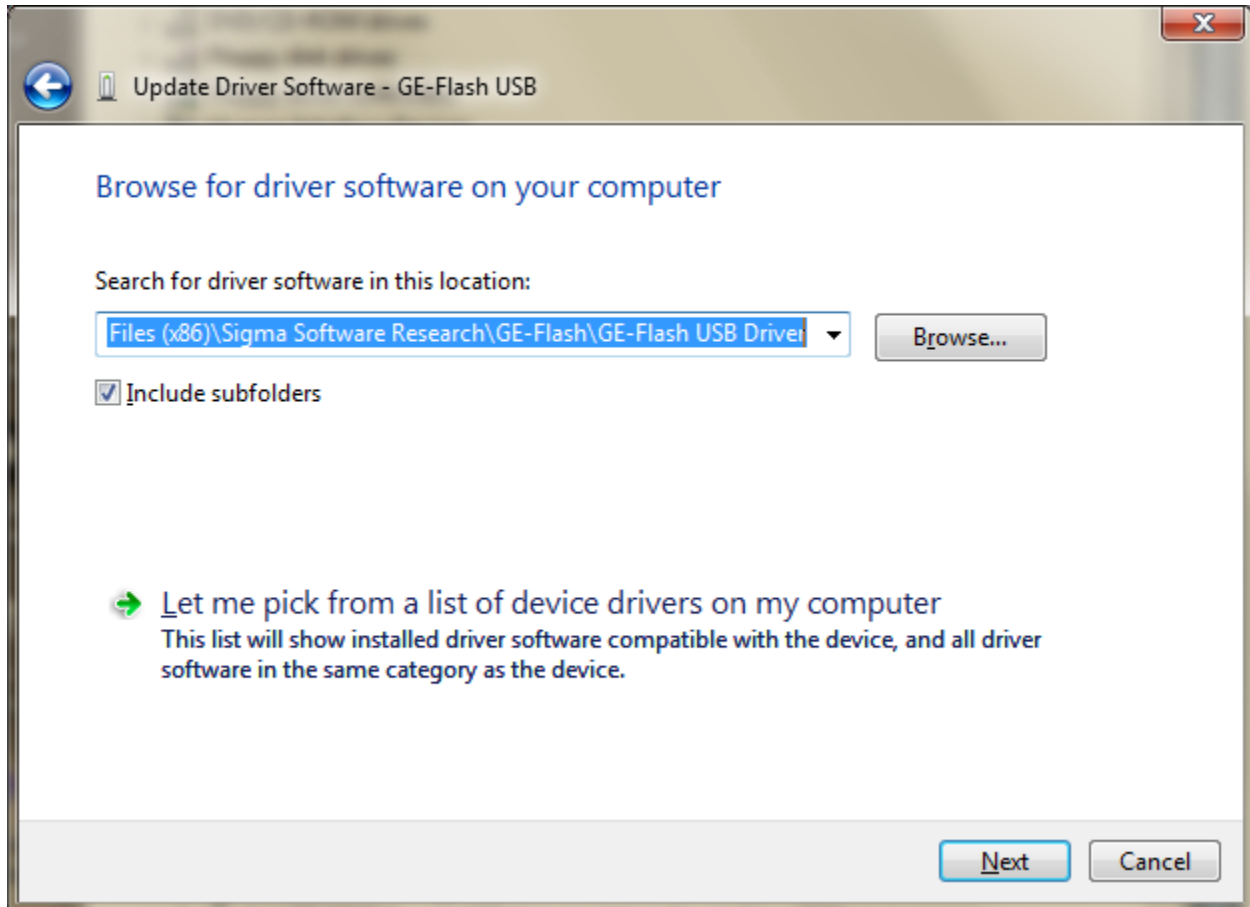 Update Driver Software - GE-Flash USB
Browse for driver software on your computer
Search for driver software in this location:
Files (x86)\Sigma Software Research\GE-Flash\GE-Flash USB Driver
Browse...
Include subfolders
Let me pick from a list of device drivers on my computer
This list will show installed driver software compatible with the device, and all driver
software in the same category as the device.
Next
Cancel